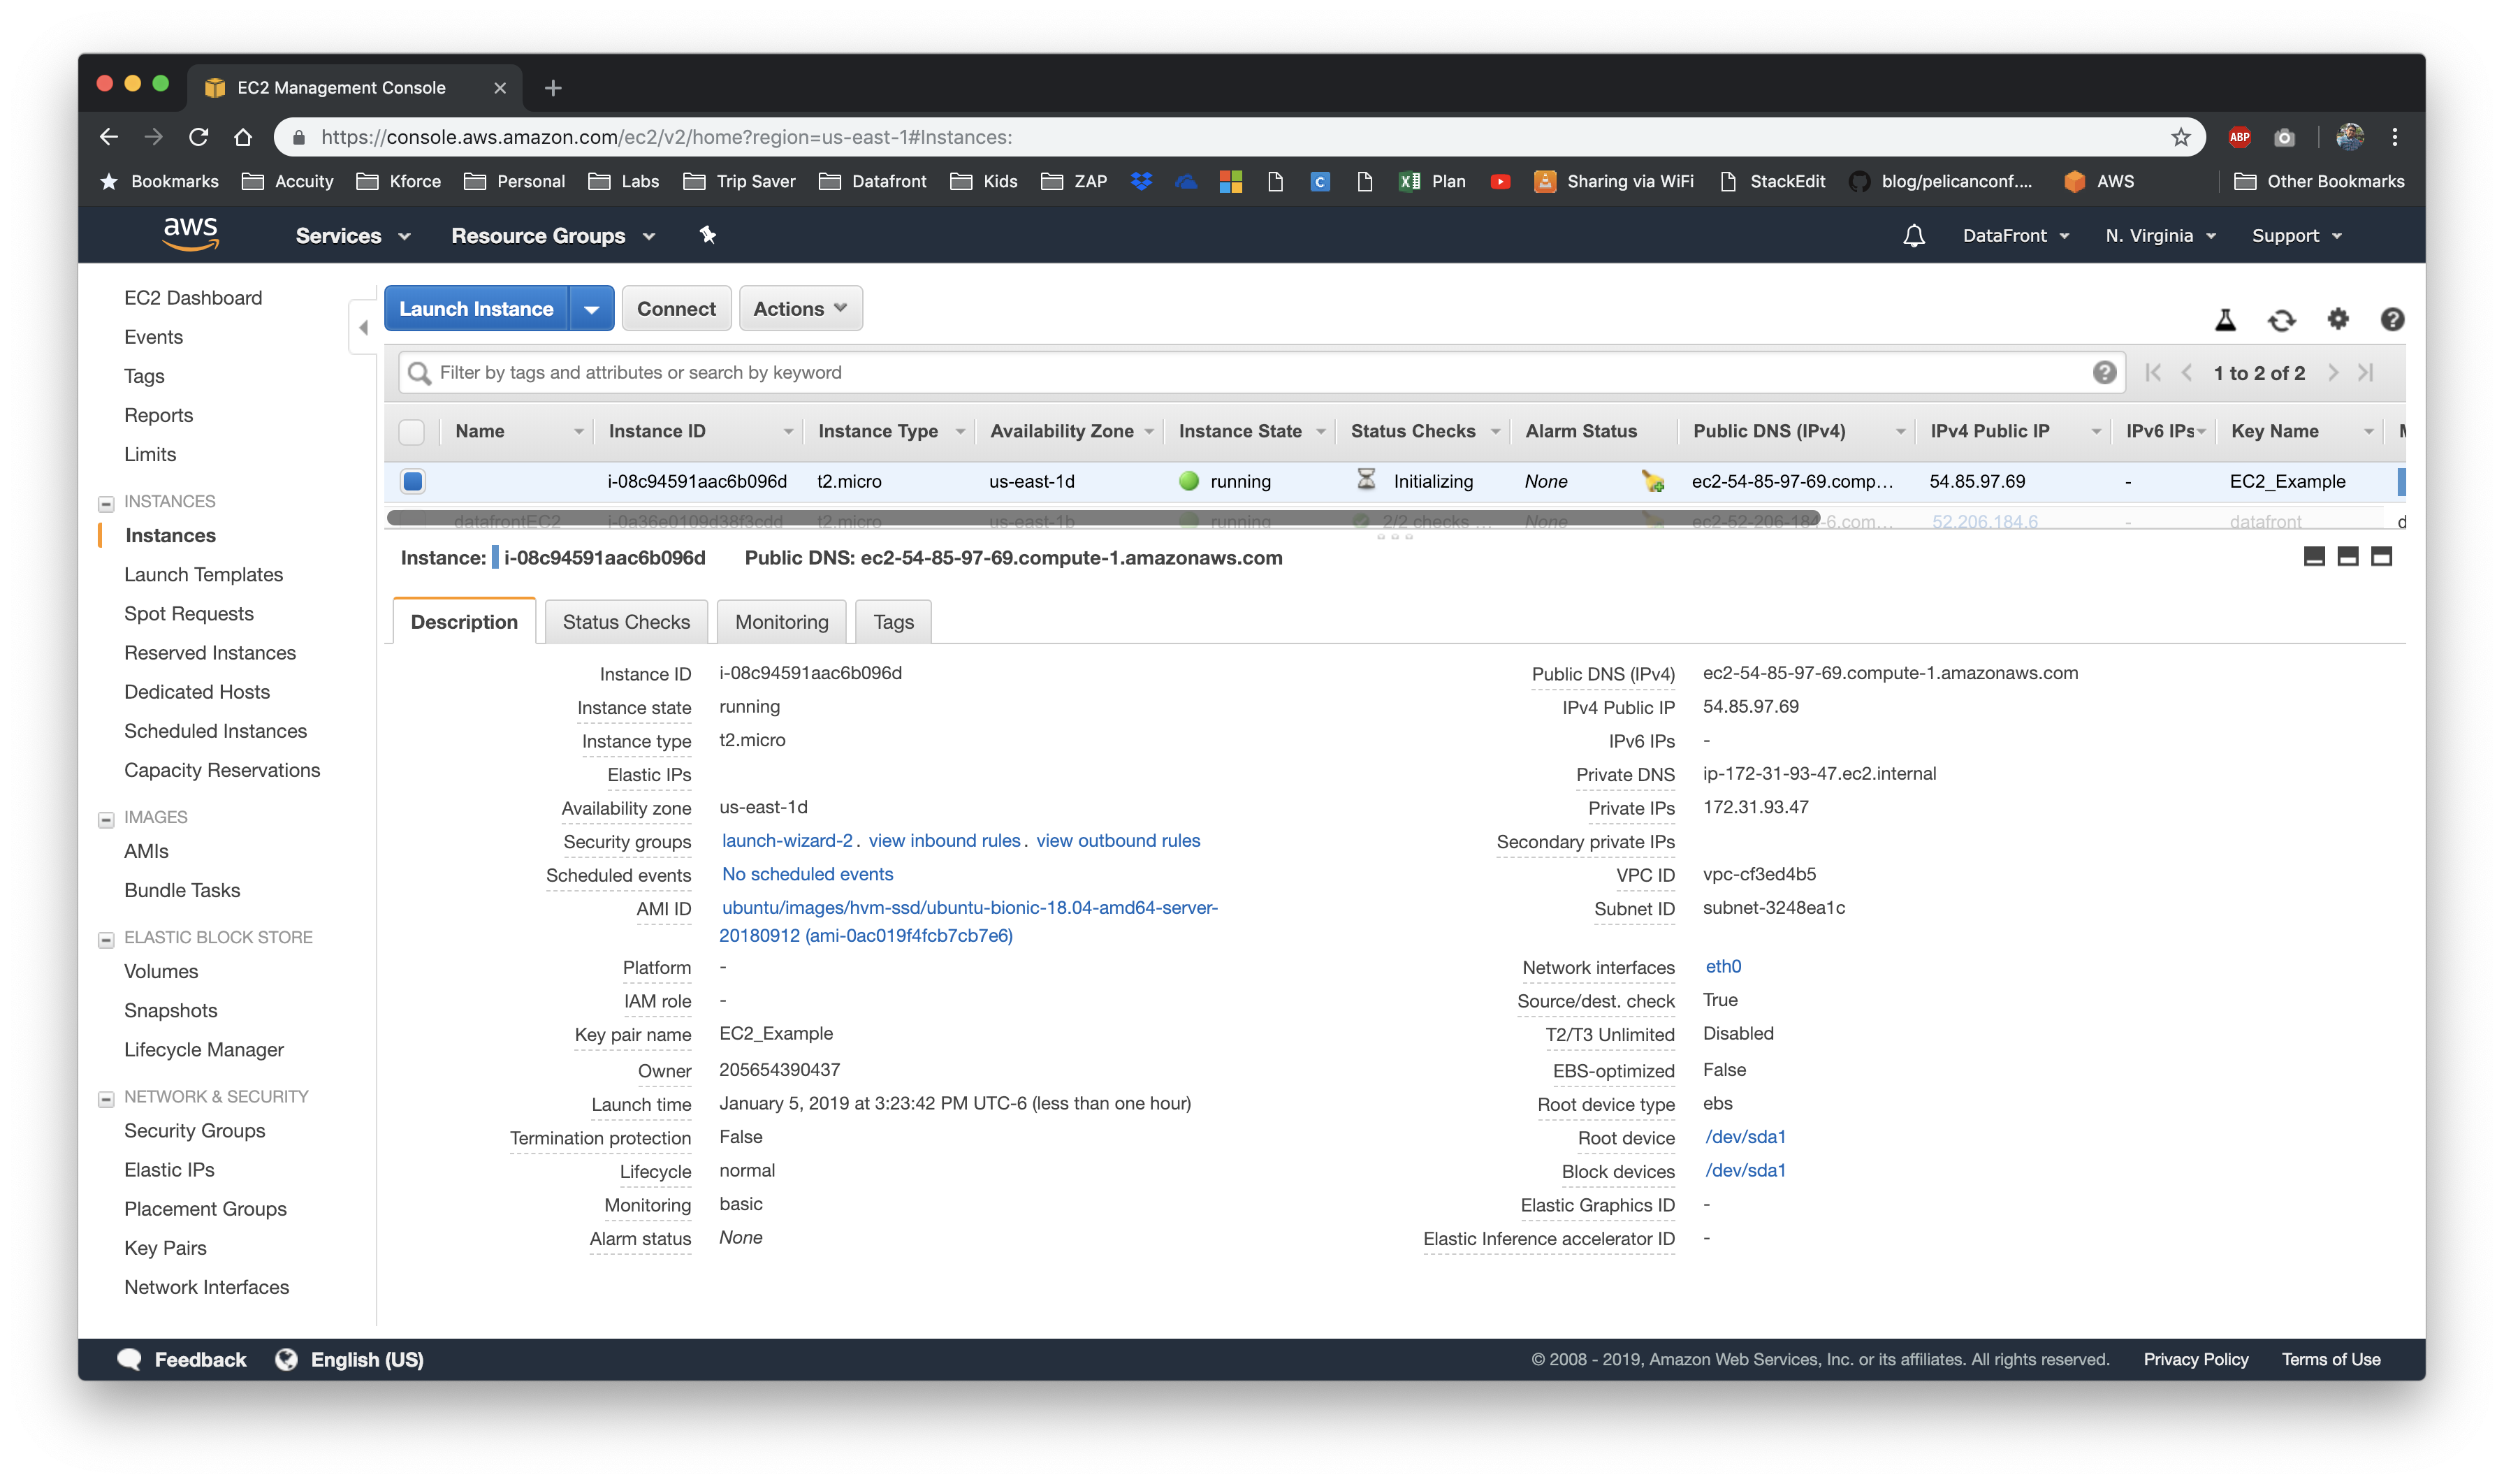 EC2 Management Console
https://console.aws.amazon.com/ec2/v2/home?region=us-east-1#Instances:
ABP
Bookmarks Accuity Kforce Personal Labs Trip Saver Datafront Kids ZAP C Plan Sharing via WiFi StackEdit blog/pelicanconf.... AWS Other Bookmarks
aws Services Resource Groups DataFront N. Virginia Support
EC2 Dashboard
Events
Tags
Reports
Limits
INSTANCES
Instances
Launch Templates
Spot Requests
Reserved Instances
Dedicated Hosts
Scheduled Instances
Capacity Reservations
IMAGES
AMIs
Bundle Tasks
ELASTIC BLOCK STORE
Volumes
Snapshots
Lifecycle Manager
NETWORK & SECURITY
Security Groups
Elastic IPs
Placement Groups
Key Pairs
Network Interfaces
Launch Instance Connect Actions
Filter by tags and attributes or search by keyword 1 to 2 of 2
Name Instance ID Instance Type Availability Zone Instance State Status Checks Alarm Status Public DNS (IPv4) IPv4 Public IP IPv6 IPs Key Name
i-08c94591aac6b096d t2.micro us-east-1d running Initializing None ec2-54-85-97-69.comp... 54.85.97.69 - EC2_Example
datafrontEC2 i-0a36e0109d38f3cdd t2.micro us-east-1b running 2/2 checks ... None ec2-52-206-184-6.com... 52.206.184.6 - datafront d
Instance: i-08c94591aac6b096d Public DNS: ec2-54-85-97-69.compute-1.amazonaws.com
Description Status Checks Monitoring Tags
Instance ID i-08c94591aac6b096d
Instance state running
Instance type t2.micro
Elastic IPs
Availability zone us-east-1d
Security groups launch-wizard-2. view inbound rules. view outbound rules
Scheduled events No scheduled events
AMI ID ubuntu/images/hvm-ssd/ubuntu-bionic-18.04-amd64-server-
20180912 (ami-0ac019f4fcb7cb7e6)
Platform -
IAM role -
Key pair name EC2_Example
Owner 205654390437
Launch time January 5, 2019 at 3:23:42 PM UTC-6 (less than one hour)
Termination protection False
Lifecycle normal
Monitoring basic
Alarm status None
Public DNS (IPv4) ec2-54-85-97-69.compute-1.amazonaws.com
IPv4 Public IP 54.85.97.69
IPv6 IPs -
Private DNS ip-172-31-93-47.ec2.internal
Private IPs 172.31.93.47
Secondary private IPs
VPC ID vpc-cf3ed4b5
Subnet ID subnet-3248ea1c
Network interfaces eth0
Source/dest. check True
T2/T3 Unlimited Disabled
EBS-optimized False
Root device type ebs
Root device /dev/sda1
Block devices /dev/sda1
Elastic Graphics ID -
Elastic Inference accelerator ID -
Feedback English (US) © 2008 - 2019, Amazon Web Services, Inc. or its affiliates. All rights reserved. Privacy Policy Terms of Use